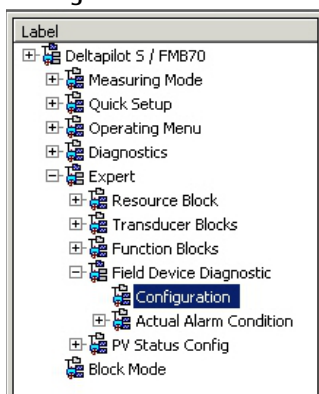 Label
Deltapilot S / FMB70
Measuring Mode
Quick Setup
Operating Menu
Diagnostics
Expert
Resource Block
Transducer Blocks
Function Blocks
Field Device Diagnostic
Configuration
Actual Alarm Condition
PV Status Config
Block Mode